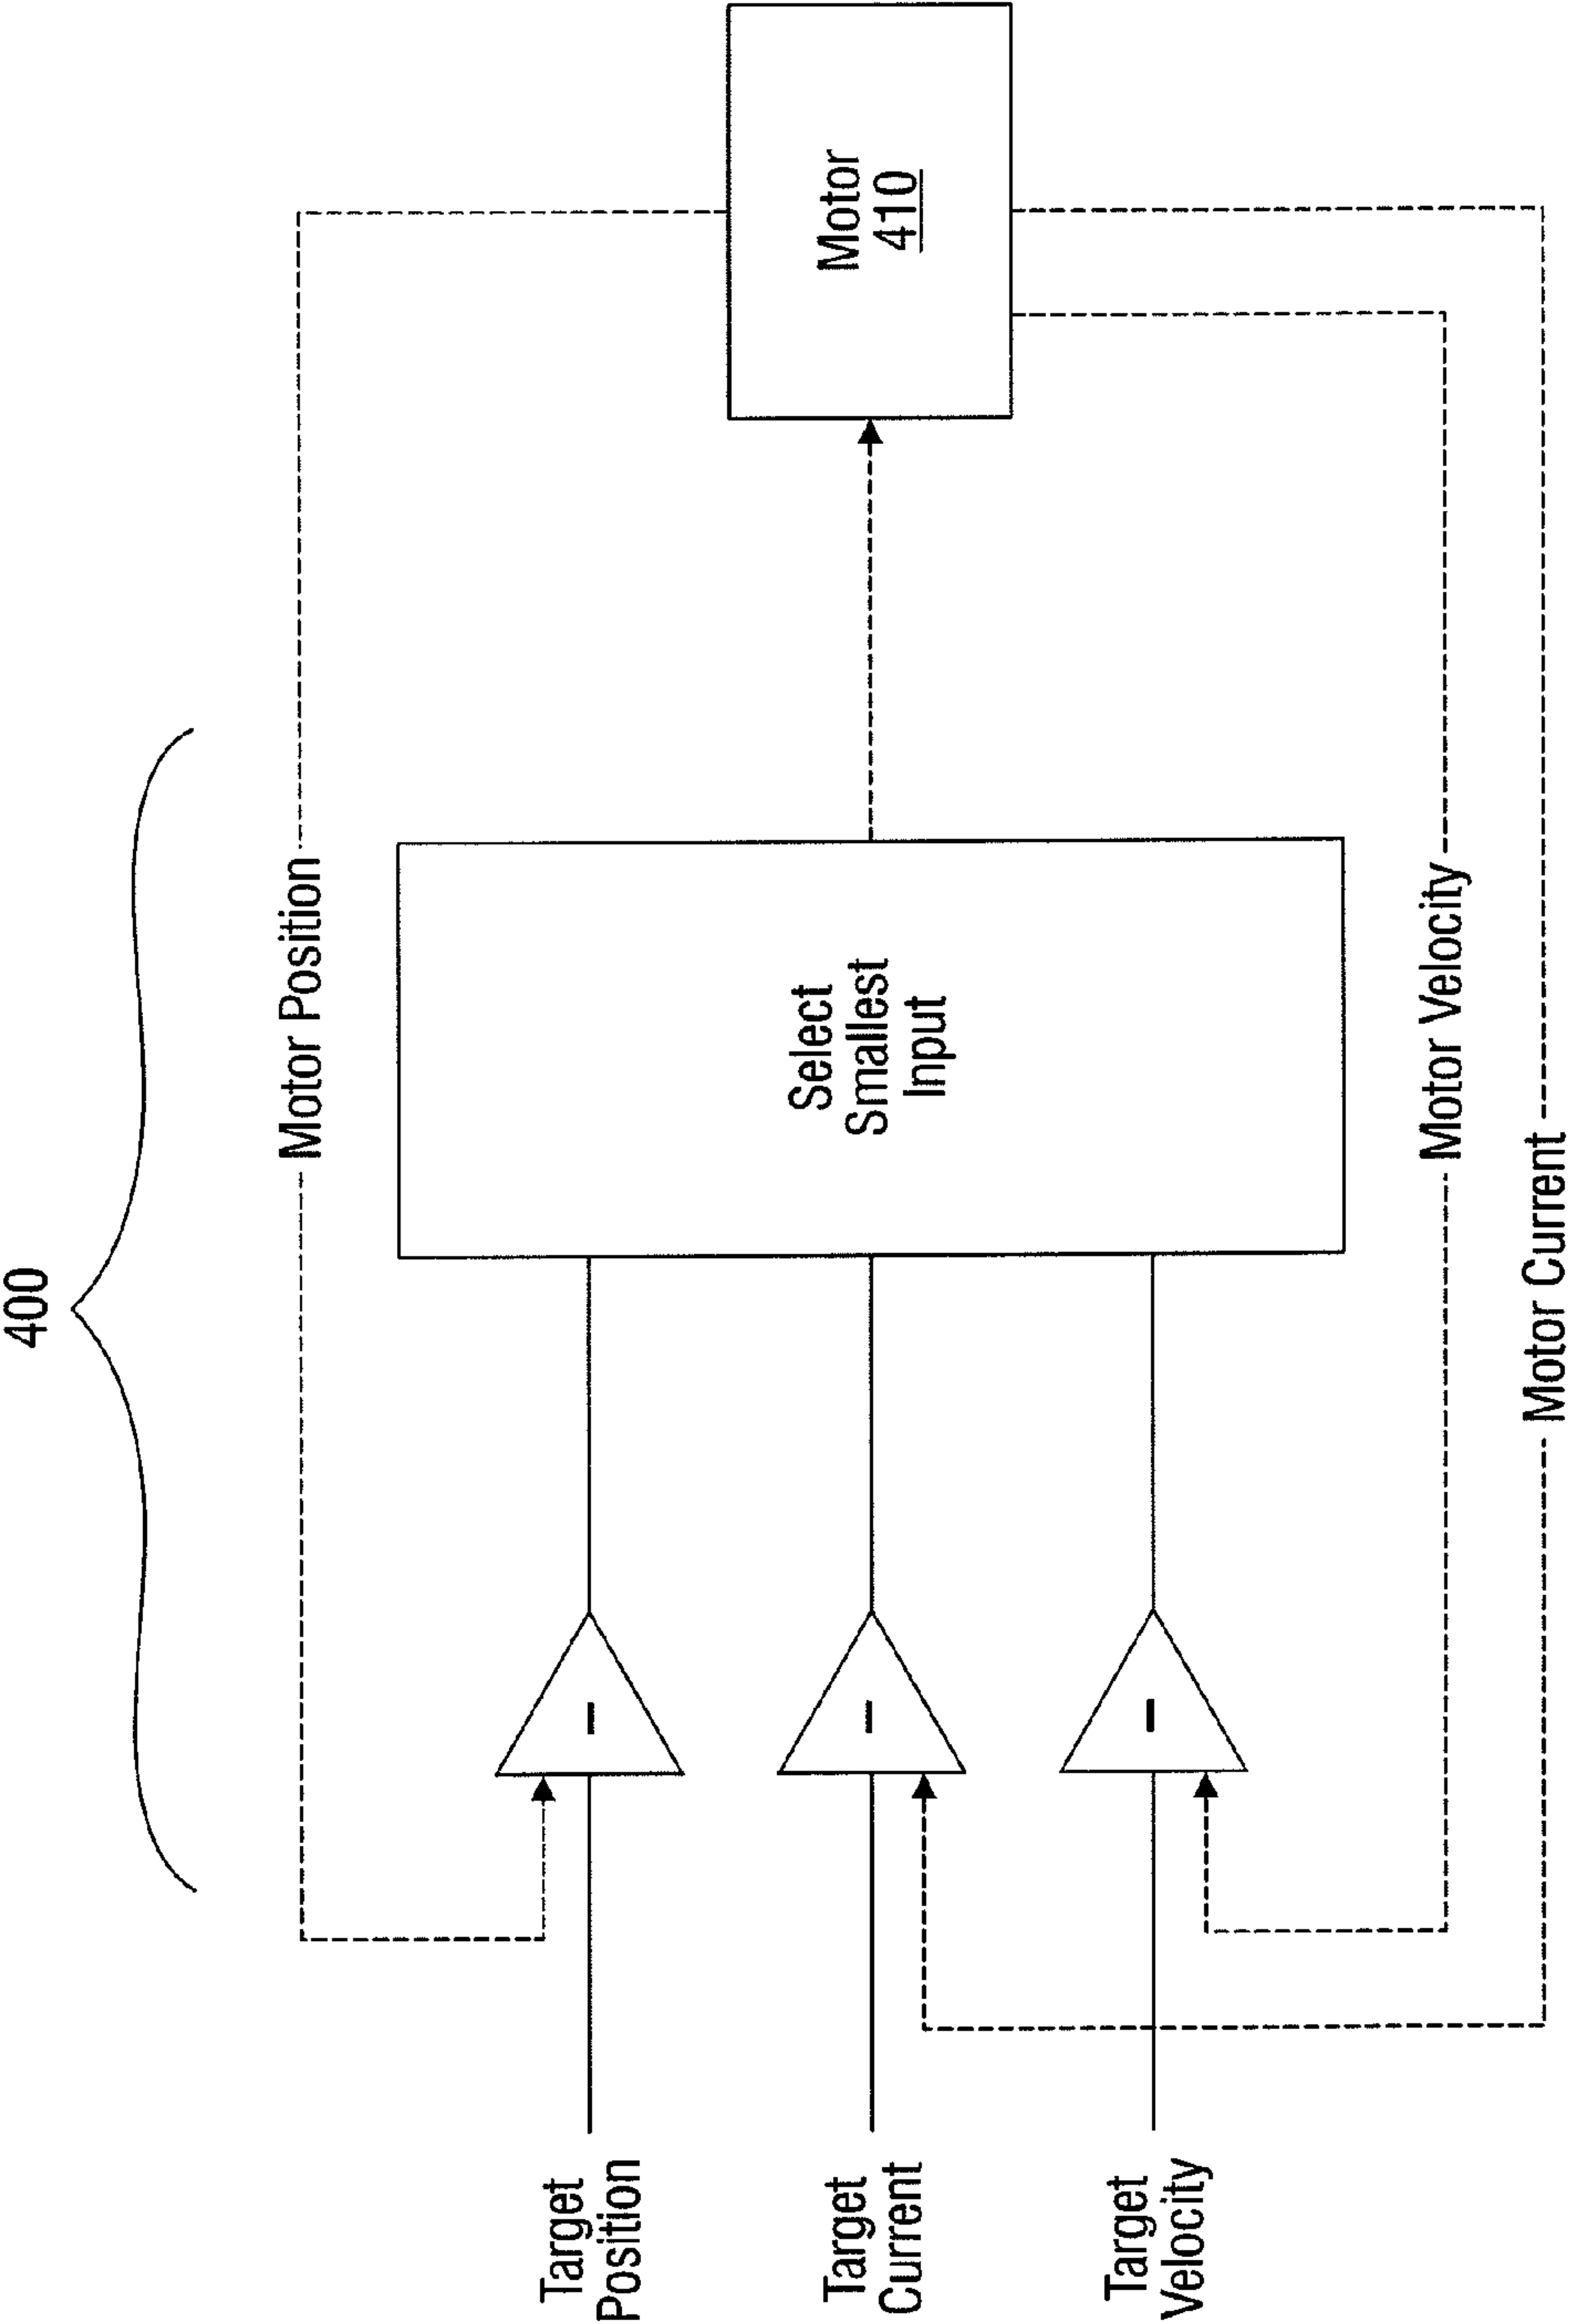 400
Motor Position
Target
Position
Target
Current
Target
Velocity
Select
Smallest
Input
Motor
410
Motor Velocity
Motor Current